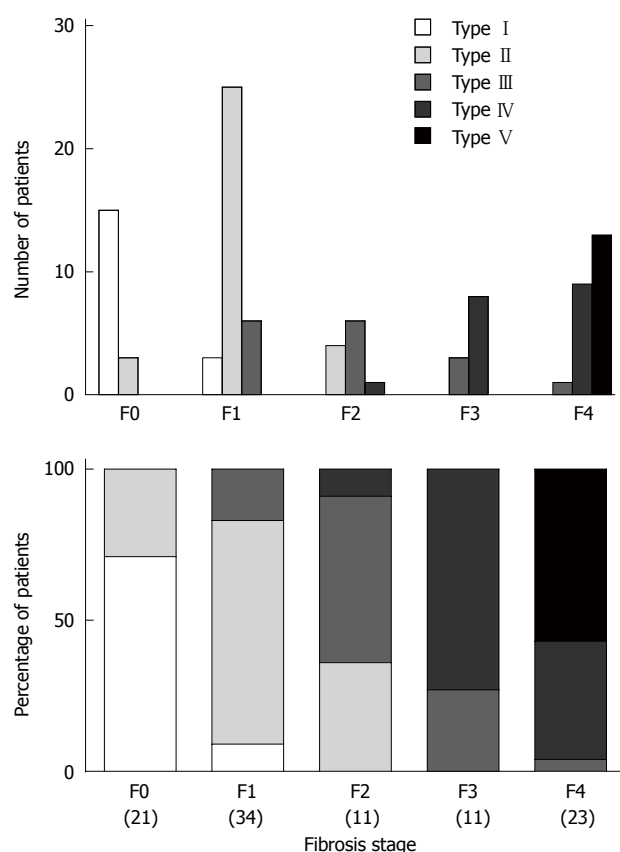 30
20
10
0
Number of patients
Type Ⅰ
Type Ⅱ
Type Ⅲ
Type Ⅳ
Type Ⅴ
F0 F1 F2 F3 F4
100
50
0
Percentage of patients
F0 F1 F2 F3 F4
(21) (34) (11) (11) (23)
Fibrosis stage